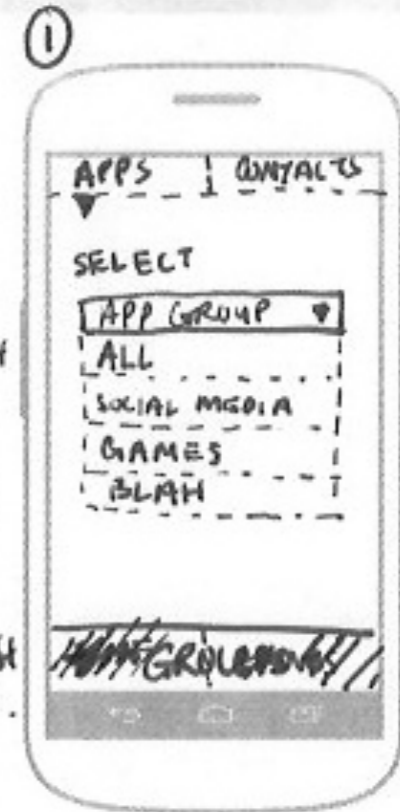 1
APPS CONTACTS
SELECT
APP GROUP
ALL
SOCIAL MEDIA
GAMES
BLAH